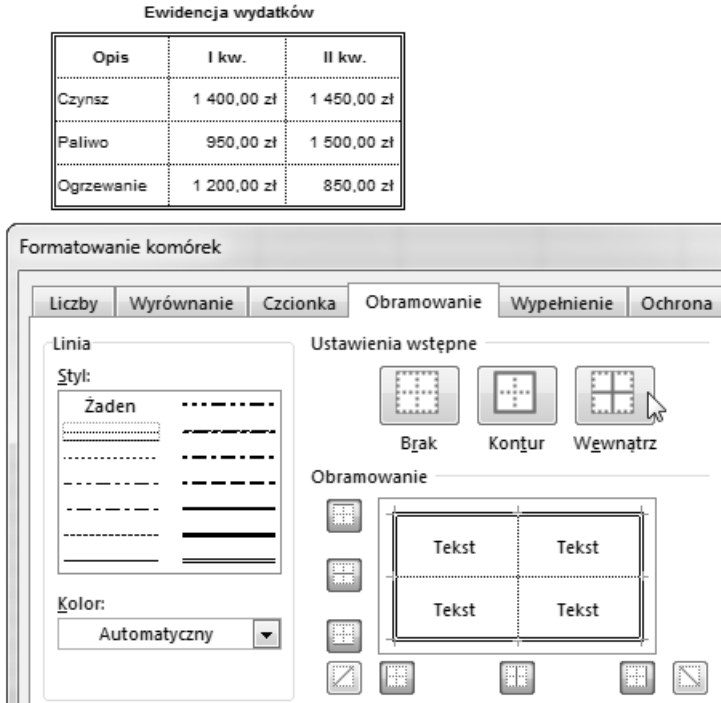 Ewidencja wydatków
Opis I kw. II kw.
Czynsz 1 400,00 zł 1 450,00 zł
Paliwo 950,00 zł 1 500,00 zł
Ogrzewanie 1 200,00 zł 850,00 zł
Formatowanie komórek
Liczby Wyrównanie Czcionka Obramowanie Wypełnienie Ochrona
Linia
Styl:
Żaden
Kolor:
Automatyczny
Ustawienia wstępne
Brak Kontur Wewnątrz
Obramowanie
Tekst Tekst
Tekst Tekst